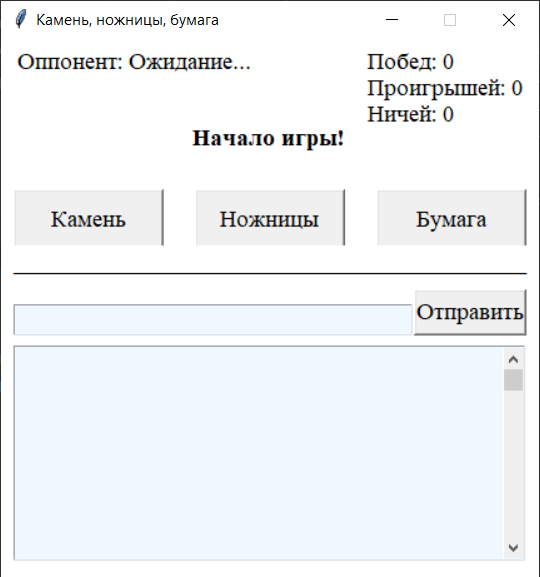 Камень, ножницы, бумага
Оппонент: Ожидание...
Побед: 0
Проигрышей: 0
Ничей: 0
Начало игры!
Камень
Ножницы
Бумага
Отправить